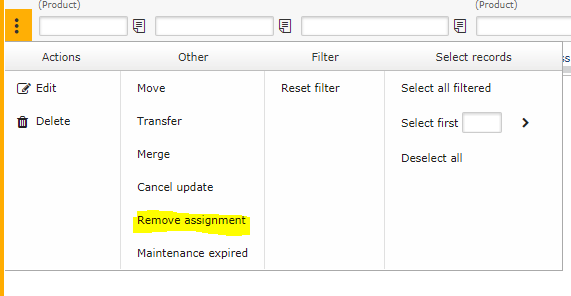 (Product) (Product)
Actions Other Filter Select records
Edit Move Reset filter Select all filtered
Delete Transfer Select first
Merge Deselect all
Cancel update
Remove assignment
Maintenance expired